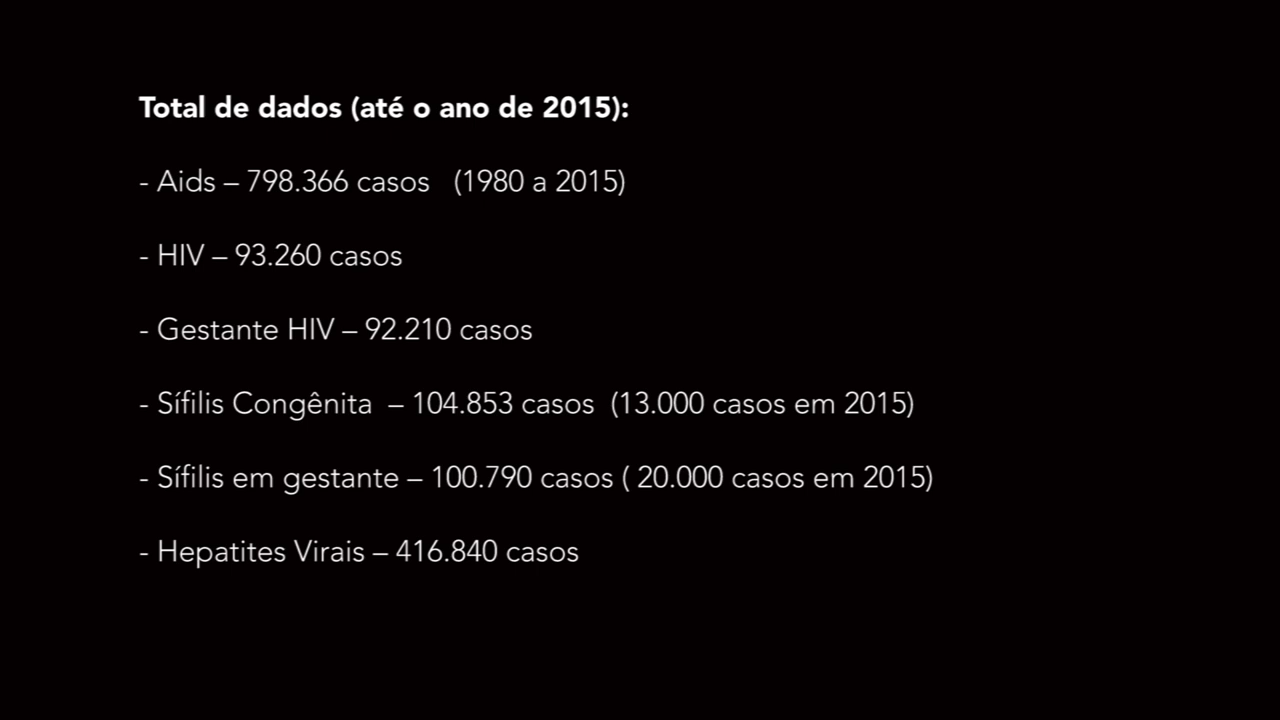 Total de dados (até o ano de 2015):
- Aids – 798.366 casos (1980 a 2015)
- HIV – 93.260 casos
- Gestante HIV – 92.210 casos
- Sífilis Congênita – 104.853 casos (13.000 casos em 2015)
- Sífilis em gestante – 100.790 casos ( 20.000 casos em 2015)
- Hepatites Virais – 416.840 casos